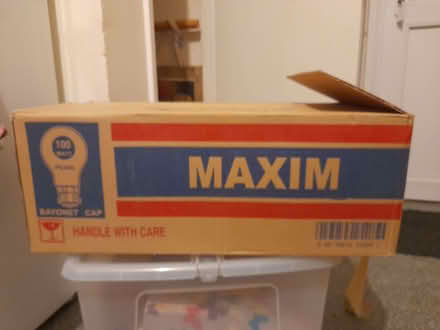 100
WATT
PEARL
BAYONET CAP
MAXIM
HANDLE WITH CARE